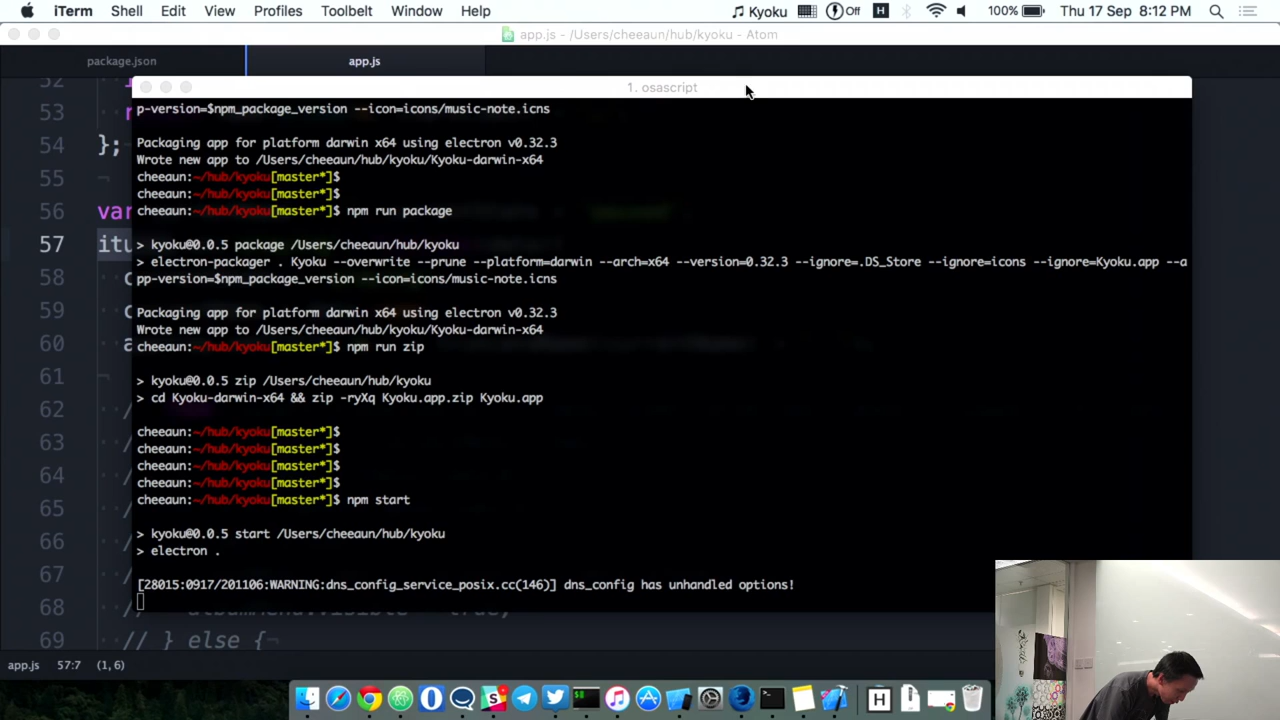 iTerm Shell Edit View Profiles Toolbelt Window Help Kyoku Off H 100% Thu 17 Sep 8:12 PM
app.js - /Users/cheeaun/hub/kyoku - Atom
package.json app.js
1. osascript
52
53
54 };
55
56 var
57 itu
58
59
60
61
62 //
63
64
65
66
67
68
69 // } else {
p-version=$npm_package_version --icon=icons/music-note.icns
Packaging app for platform darwin x64 using electron v0.32.3
Wrote new app to /Users/cheeaun/hub/kyoku/Kyoku-darwin-x64
cheeaun:~/hub/kyoku[master*]$
cheeaun:~/hub/kyoku[master*]$
cheeaun:~/hub/kyoku[master*]$ npm run package
> kyoku@0.0.5 package /Users/cheeaun/hub/kyoku
> electron-packager . Kyoku --overwrite --prune --platform=darwin --arch=x64 --version=0.32.3 --ignore=.DS_Store --ignore=icons --ignore=Kyoku.app --a
pp-version=$npm_package_version --icon=icons/music-note.icns
Packaging app for platform darwin x64 using electron v0.32.3
Wrote new app to /Users/cheeaun/hub/kyoku/Kyoku-darwin-x64
cheeaun:~/hub/kyoku[master*]$ npm run zip
> kyoku@0.0.5 zip /Users/cheeaun/hub/kyoku
> cd Kyoku-darwin-x64 && zip -ryXq Kyoku.app.zip Kyoku.app
cheeaun:~/hub/kyoku[master*]$
cheeaun:~/hub/kyoku[master*]$
cheeaun:~/hub/kyoku[master*]$
cheeaun:~/hub/kyoku[master*]$
cheeaun:~/hub/kyoku[master*]$ npm start
> kyoku@0.0.5 start /Users/cheeaun/hub/kyoku
> electron .
[28015:0917/201106:WARNING:dns_config_service_posix.cc(146)] dns_config has unhandled options!
app.js 57:7 (1, 6)